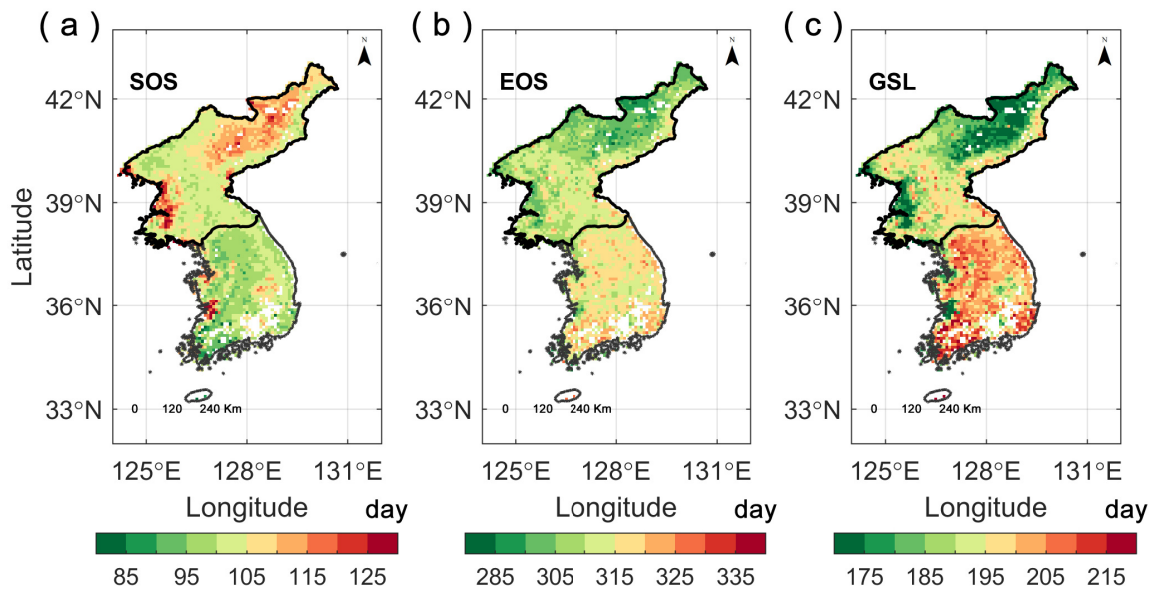 ( a ) ( b ) ( c )
N N N
SOS EOS GSL
42°N 42°N 42°N
39°N 39°N 39°N
Latitude
36°N 36°N 36°N
33°N 33°N 33°N
0 120 240 Km 0 120 240 Km 0 120 240 Km
125°E 128°E 131°E 125°E 128°E 131°E 125°E 128°E 131°E
Longitude day Longitude day Longitude day
85 95 105 115 125 285 305 315 325 335 175 185 195 205 215